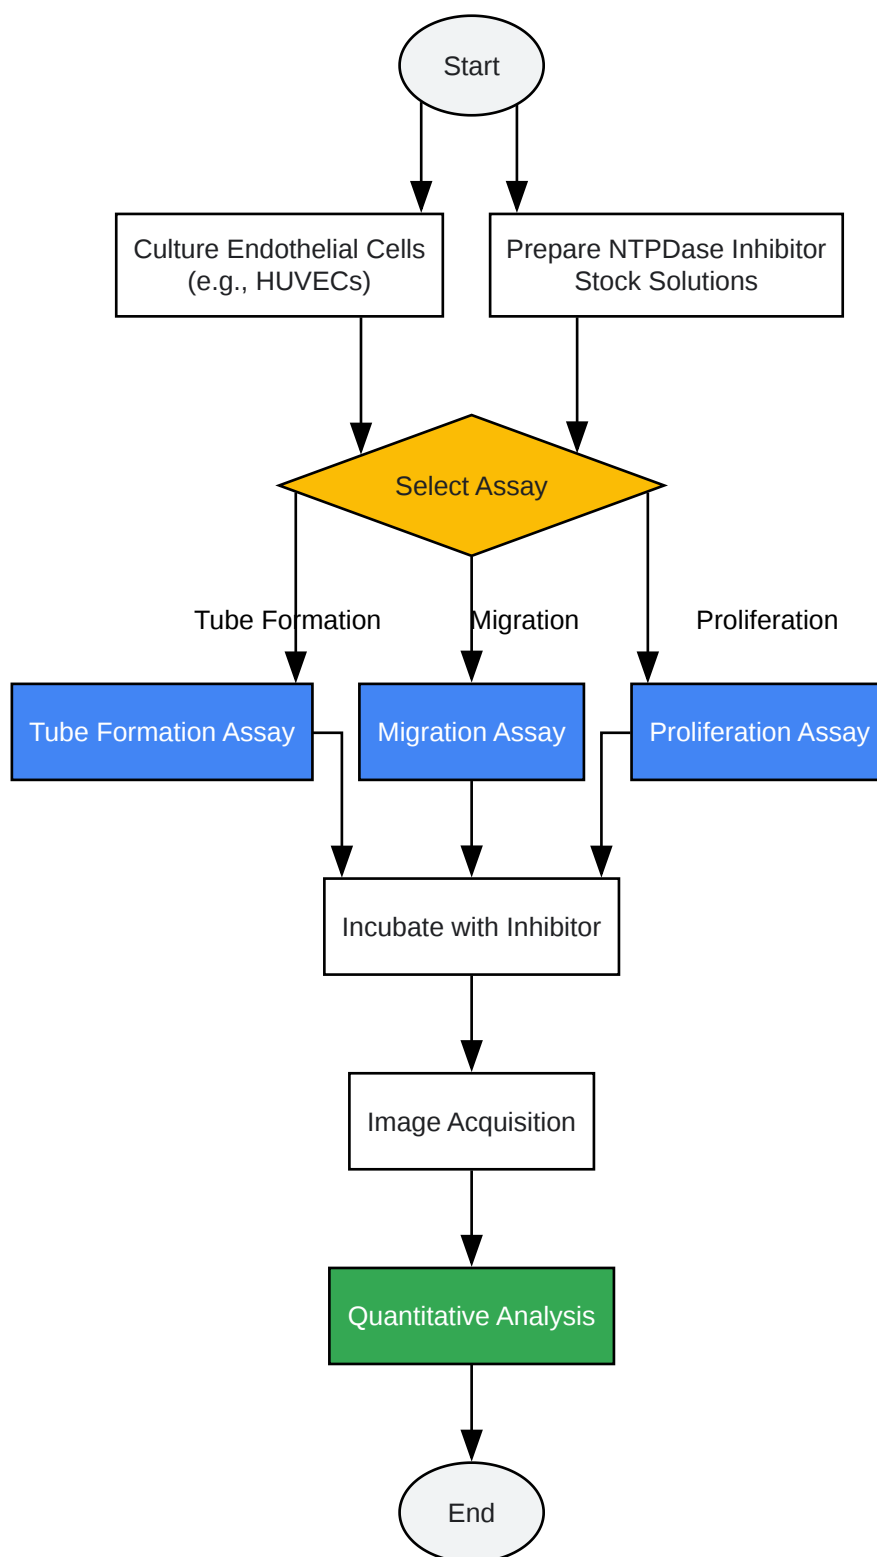 Start
Culture Endothelial Cells
(e.g., HUVECs)
Prepare NTPDase Inhibitor
Stock Solutions
Select Assay
Tube Formation
Migration
Proliferation
Tube Formation Assay
Migration Assay
Proliferation Assay
Incubate with Inhibitor
Image Acquisition
Quantitative Analysis
End